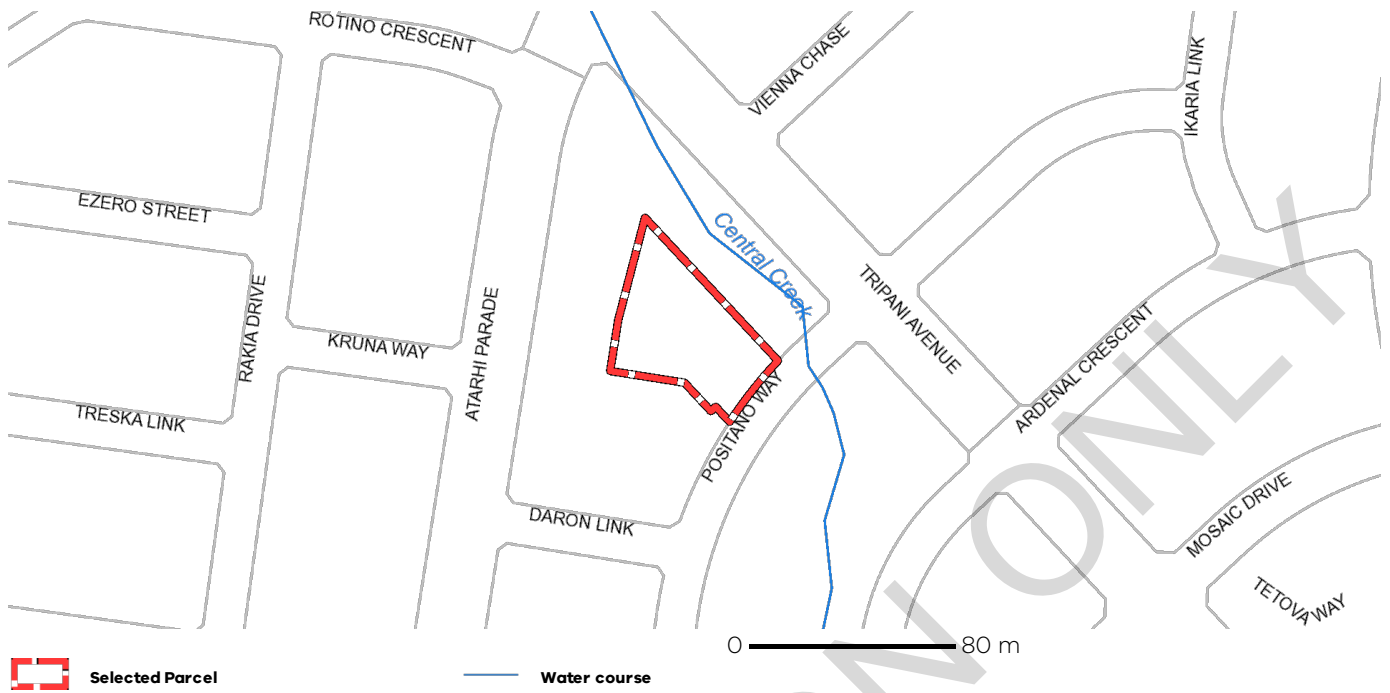 ROTINO CRESCENT
VIENNA CHASE
IKARIA LINK
EZERO STREET
Central Creek
RAKIA DRIVE
KRUNA WAY
ATARHI PARADE
TRIPANI AVENUE
ARDENAL CRESCENT
TRESKA LINK
POSITANO WAY
DARON LINK
MOSAIC DRIVE
TETOVA WAY
N ONLY
0 80 m
Selected Parcel
Water course